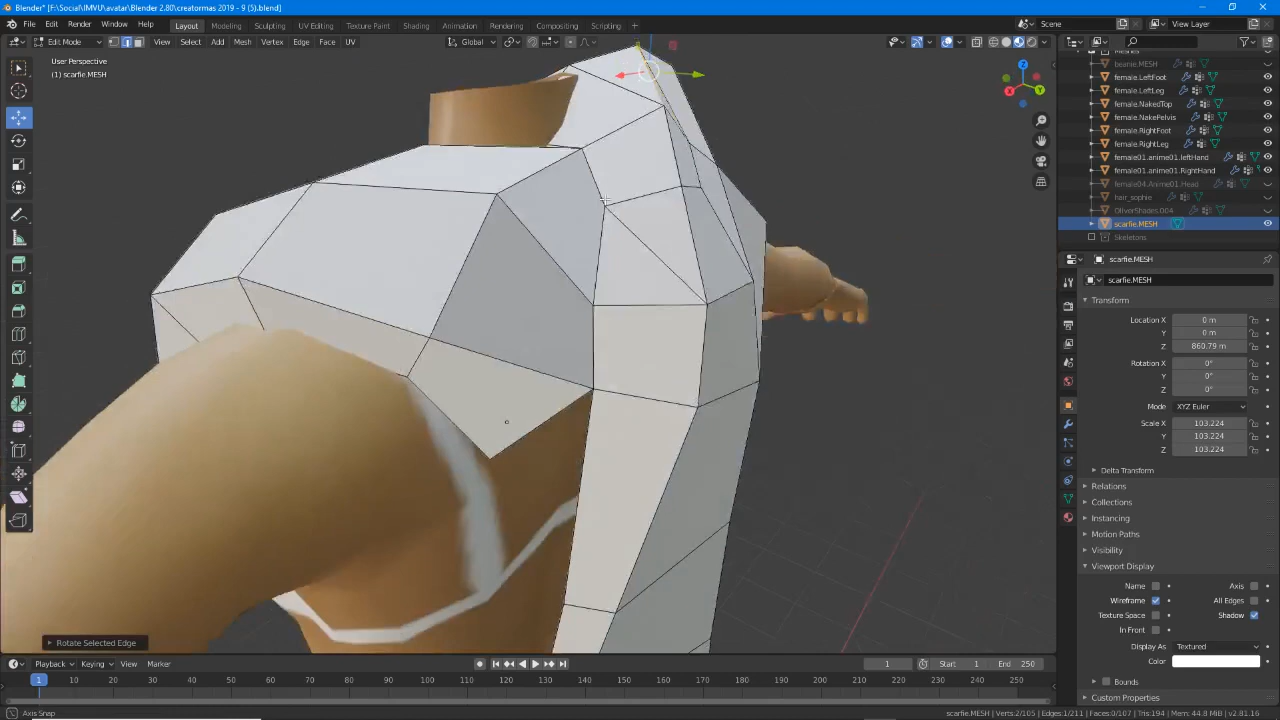 Blender* [F:\Social\IMVU\avatar\Blender 2.80\creatormas 2019 - 9 (5).blend]
File Edit Render Window Help Layout Modeling Sculpting UV Editing Texture Paint Shading Animation Rendering Compositing Scripting + Scene View Layer
Edit Mode View Select Add Mesh Vertex Edge Face UV Global
User Perspective
(1) scarfie.MESH
beanie.MESH
female.LeftFoot
female.LeftLeg
female.NakedTop
female.NakePelvis
female.RightFoot
female.RightLeg
female01.anime01.leftHand
female01.anime01.RightHand
female04.Anime01.Head
hair_sophie
OliverShades.004
scarfie.MESH
Skeletons
X Y Z
scarfie.MESH
scarfie.MESH
Transform
Location X 0 m
Y 0 m
Z 860.79 m
Rotation X 0°
Y 0°
Z 0°
Mode XYZ Euler
Scale X 103.224
Y 103.224
Z 103.224
Delta Transform
Relations
Collections
Instancing
Motion Paths
Visibility
Viewport Display
Name Axis
Wireframe All Edges
Texture Space Shadow
In Front
Display As Textured
Color
Bounds
Custom Properties
Rotate Selected Edge
Playback Keying View Marker 1 Start 1 End 250
1 10 20 30 40 50 60 70 80 90 100 110 120 130 140 150 160 170 180 190 200 210 220 230 240 250
Axis Snap scarfie.MESH | Verts:2/105 | Edges:1/211 | Faces:0/107 | Tris:194 | Mem: 44.8 MiB | v2.81.16